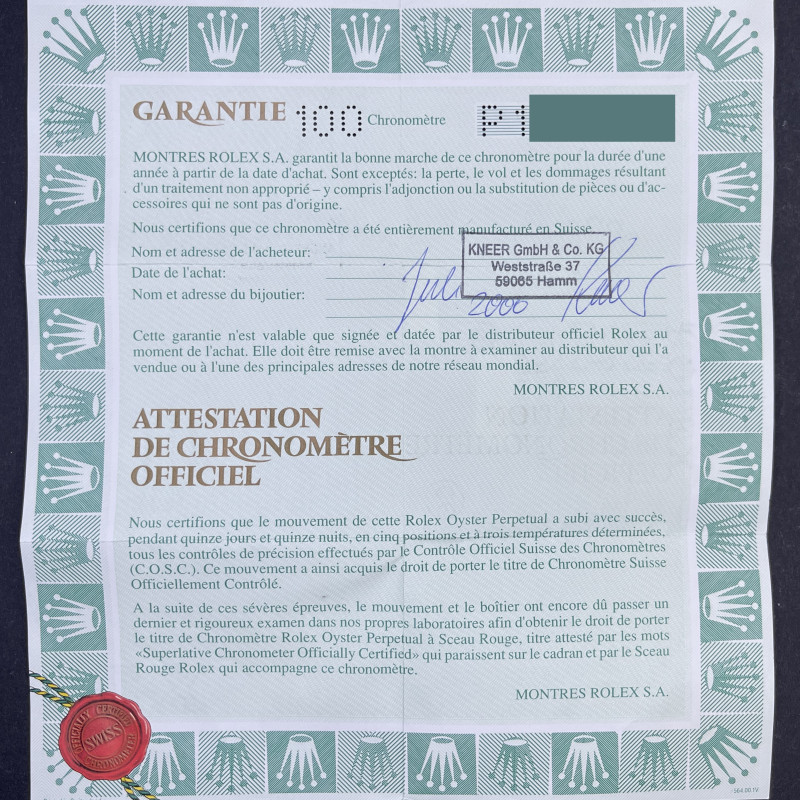 GARANTIE 100 Chronomètre P1
MONTRES ROLEX S.A. garantit la bonne marche de ce chronomètre pour la durée d'une
année à partir de la date d'achat. Sont exceptés: la perte, le vol et les dommages résultant
d'un traitement non approprié – y compris l'adjonction ou la substitution de pièces ou d'ac-
cessoires qui ne sont pas d'origine.
Nous certifions que ce chronomètre a été entièrement manufacturé en Suisse.
Nom et adresse de l'acheteur:
Date de l'achat:
Nom et adresse du bijoutier:
KNEER GmbH & Co. KG
Weststraße 37
59065 Hamm
Juli 2000
Cette garantie n'est valable que signée et datée par le distributeur officiel Rolex au
moment de l'achat. Elle doit être remise avec la montre à examiner au distributeur qui l'a
vendue ou à l'une des principales adresses de notre réseau mondial.
MONTRES ROLEX S.A.
ATTESTATION
DE CHRONOMÈTRE
OFFICIEL
Nous certifions que le mouvement de cette Rolex Oyster Perpetual a subi avec succès,
pendant quinze jours et quinze nuits, en cinq positions et à trois températures déterminées,
tous les contrôles de précision effectués par le Contrôle Officiel Suisse des Chronomètres
(C.O.S.C.). Ce mouvement a ainsi acquis le droit de porter le titre de Chronomètre Suisse
Officiellement Contrôlé.
A la suite de ces sévères épreuves, le mouvement et le boîtier ont encore dû passer un
dernier et rigoureux examen dans nos propres laboratoires afin d'obtenir le droit de porter
le titre de Chronomètre Rolex Oyster Perpetual à Sceau Rouge, titre attesté par les mots
«Superlative Chronometer Officially Certified» qui paraissent sur le cadran et par le Sceau
Rouge Rolex qui accompagne ce chronomètre.
MONTRES ROLEX S.A.
OFFICIALLY CERTIFIED
SWISS
CHRONOMETER
564.00.1V